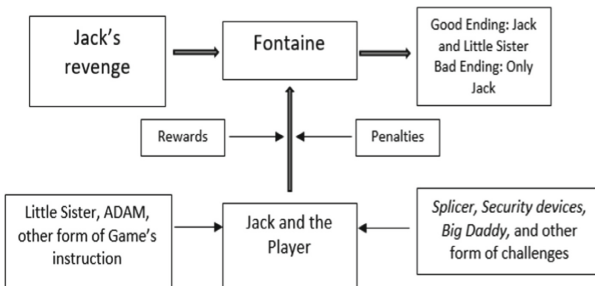 Jack's
revenge
Fontaine
Good Ending: Jack
and Little Sister
Bad Ending: Only
Jack
Rewards
Penalties
Little Sister, ADAM,
other form of Game's
instruction
Jack and the
Player
Splicer, Security devices,
Big Daddy, and other
form of challenges